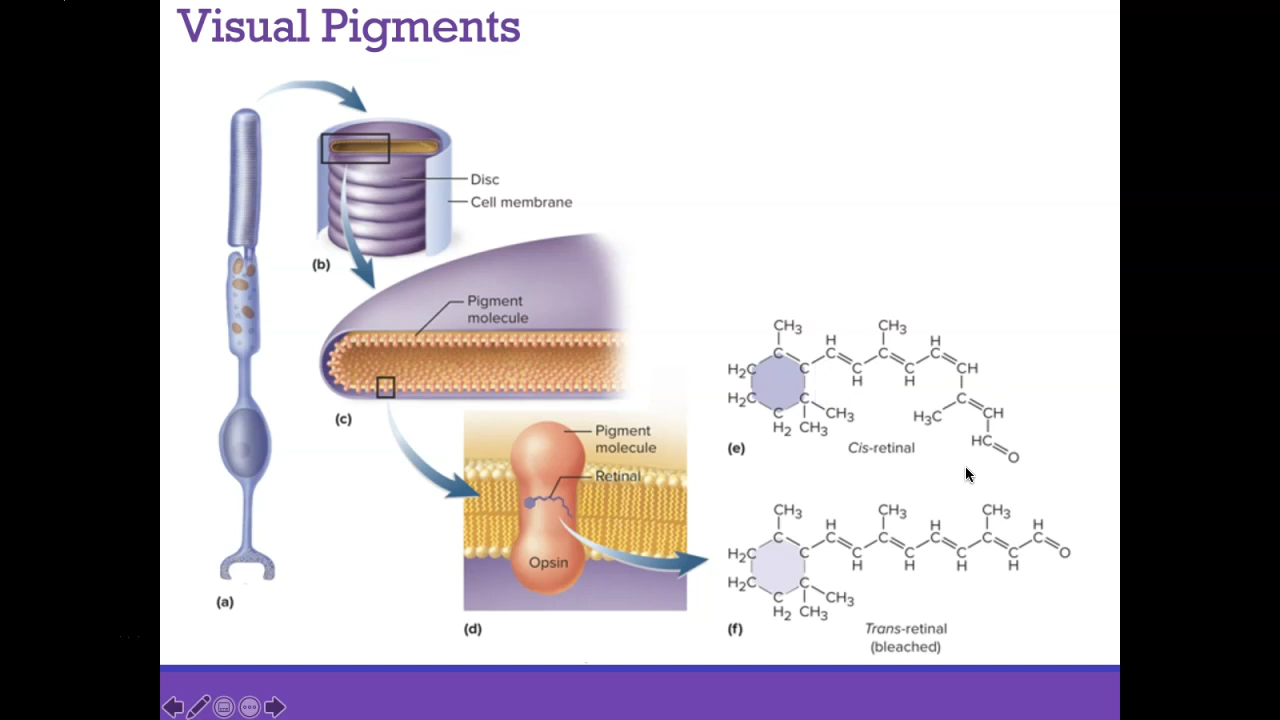 Visual Pigments
Disc
Cell membrane
(b)
Pigment
molecule
(c)
(a)
Pigment
molecule
Retinal
Opsin
(d)
CH₃
CH₃
H
H
C
C
C
C
C
C
CH
H₂C
H
H
C
H₂C
C
H₃C
CH
C
CH₃
H₂
CH₃
HC
O
(e)
Cis-retinal
CH₃
CH₃
CH₃
H
H
H
C
C
C
C
C
C
C
C
C
O
H₂C
H
H
H
H
H₂C
C
C
CH₃
H₂
CH₃
(f)
Trans-retinal
(bleached)